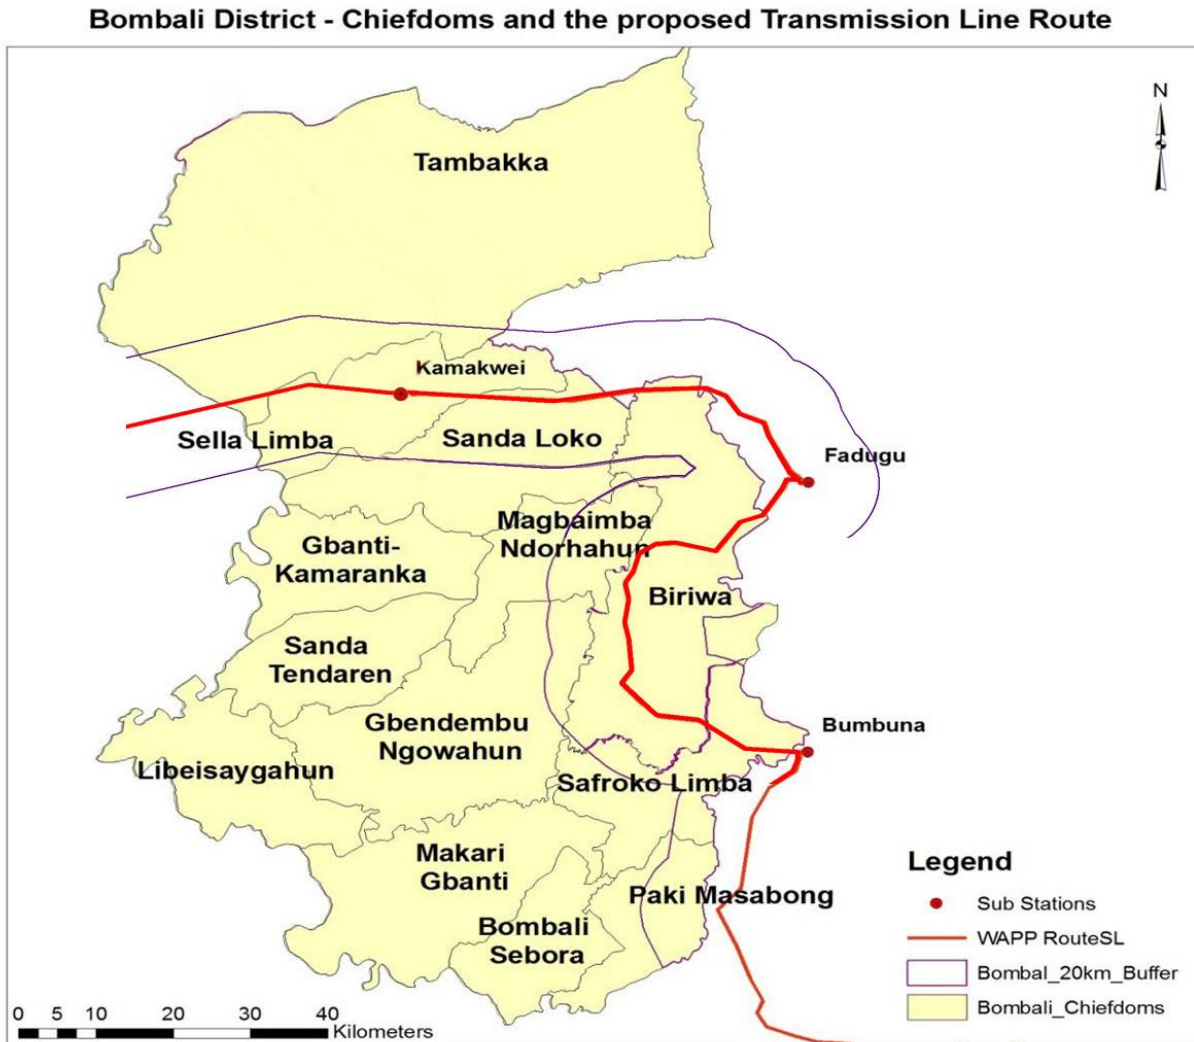 Bombali District - Chiefdoms and the proposed Transmission Line Route
N
Tambakka
Kamakwei
Sella Limba
Sanda Loko
Fadugu
Magbaimba
Ndorhahun
Gbanti-
Kamaranka
Biriwa
Sanda
Tendaren
Gbendembu
Ngowahun
Bumbuna
Libeisaygahun
Safroko Limba
Makari
Gbanti
Paki Masabong
Bombali
Sebora
Legend
Sub Stations
WAPP RouteSL
Bombal_20km_Buffer
Bombali_Chiefdoms
0 5 10 20 30 40
Kilometers